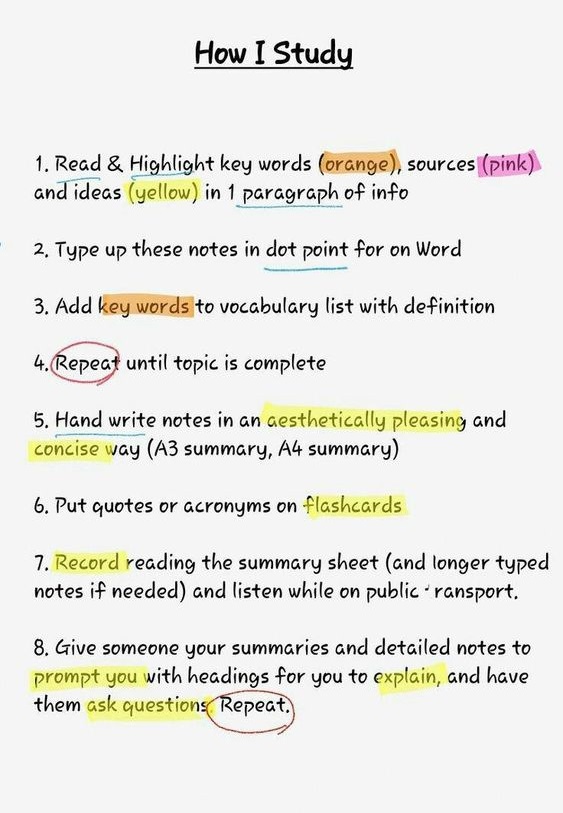 How I Study
1. Read & Highlight key words (orange), sources (pink)
and ideas (yellow) in 1 paragraph of info
2. Type up these notes in dot point for on Word
3. Add key words to vocabulary list with definition
4. Repeat until topic is complete
5. Hand write notes in an aesthetically pleasing and
concise way (A3 summary, A4 summary)
6. Put quotes or acronyms on flashcards
7. Record reading the summary sheet (and longer typed
notes if needed) and listen while on public ransport.
8. Give someone your summaries and detailed notes to
prompt you with headings for you to explain, and have
them ask questions. Repeat.